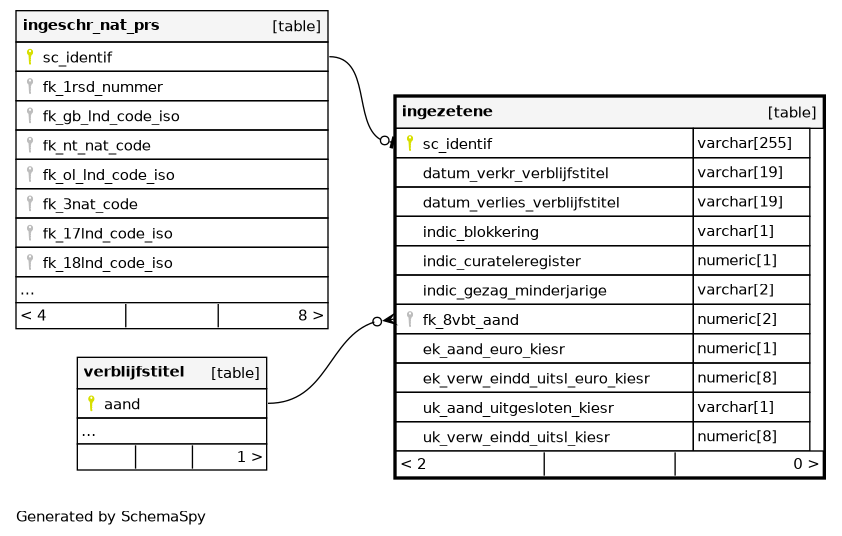 ingeschr_nat_prs [table]
sc_identif
fk_1rsd_nummer
fk_gb_lnd_code_iso
fk_nt_nat_code
fk_ol_lnd_code_iso
fk_3nat_code
fk_17lnd_code_iso
fk_18lnd_code_iso
...
< 4 8 >
verblijfstitel [table]
aand
...
1 >
ingezetene [table]
sc_identif varchar[255]
datum_verkr_verblijfstitel varchar[19]
datum_verlies_verblijfstitel varchar[19]
indic_blokkering varchar[1]
indic_curateleregister numeric[1]
indic_gezag_minderjarige varchar[2]
fk_8vbt_aand numeric[2]
ek_aand_euro_kiesr numeric[1]
ek_verw_eindd_uitsl_euro_kiesr numeric[8]
uk_aand_uitgesloten_kiesr varchar[1]
uk_verw_eindd_uitsl_kiesr numeric[8]
< 2 0 >
Generated by SchemaSpy